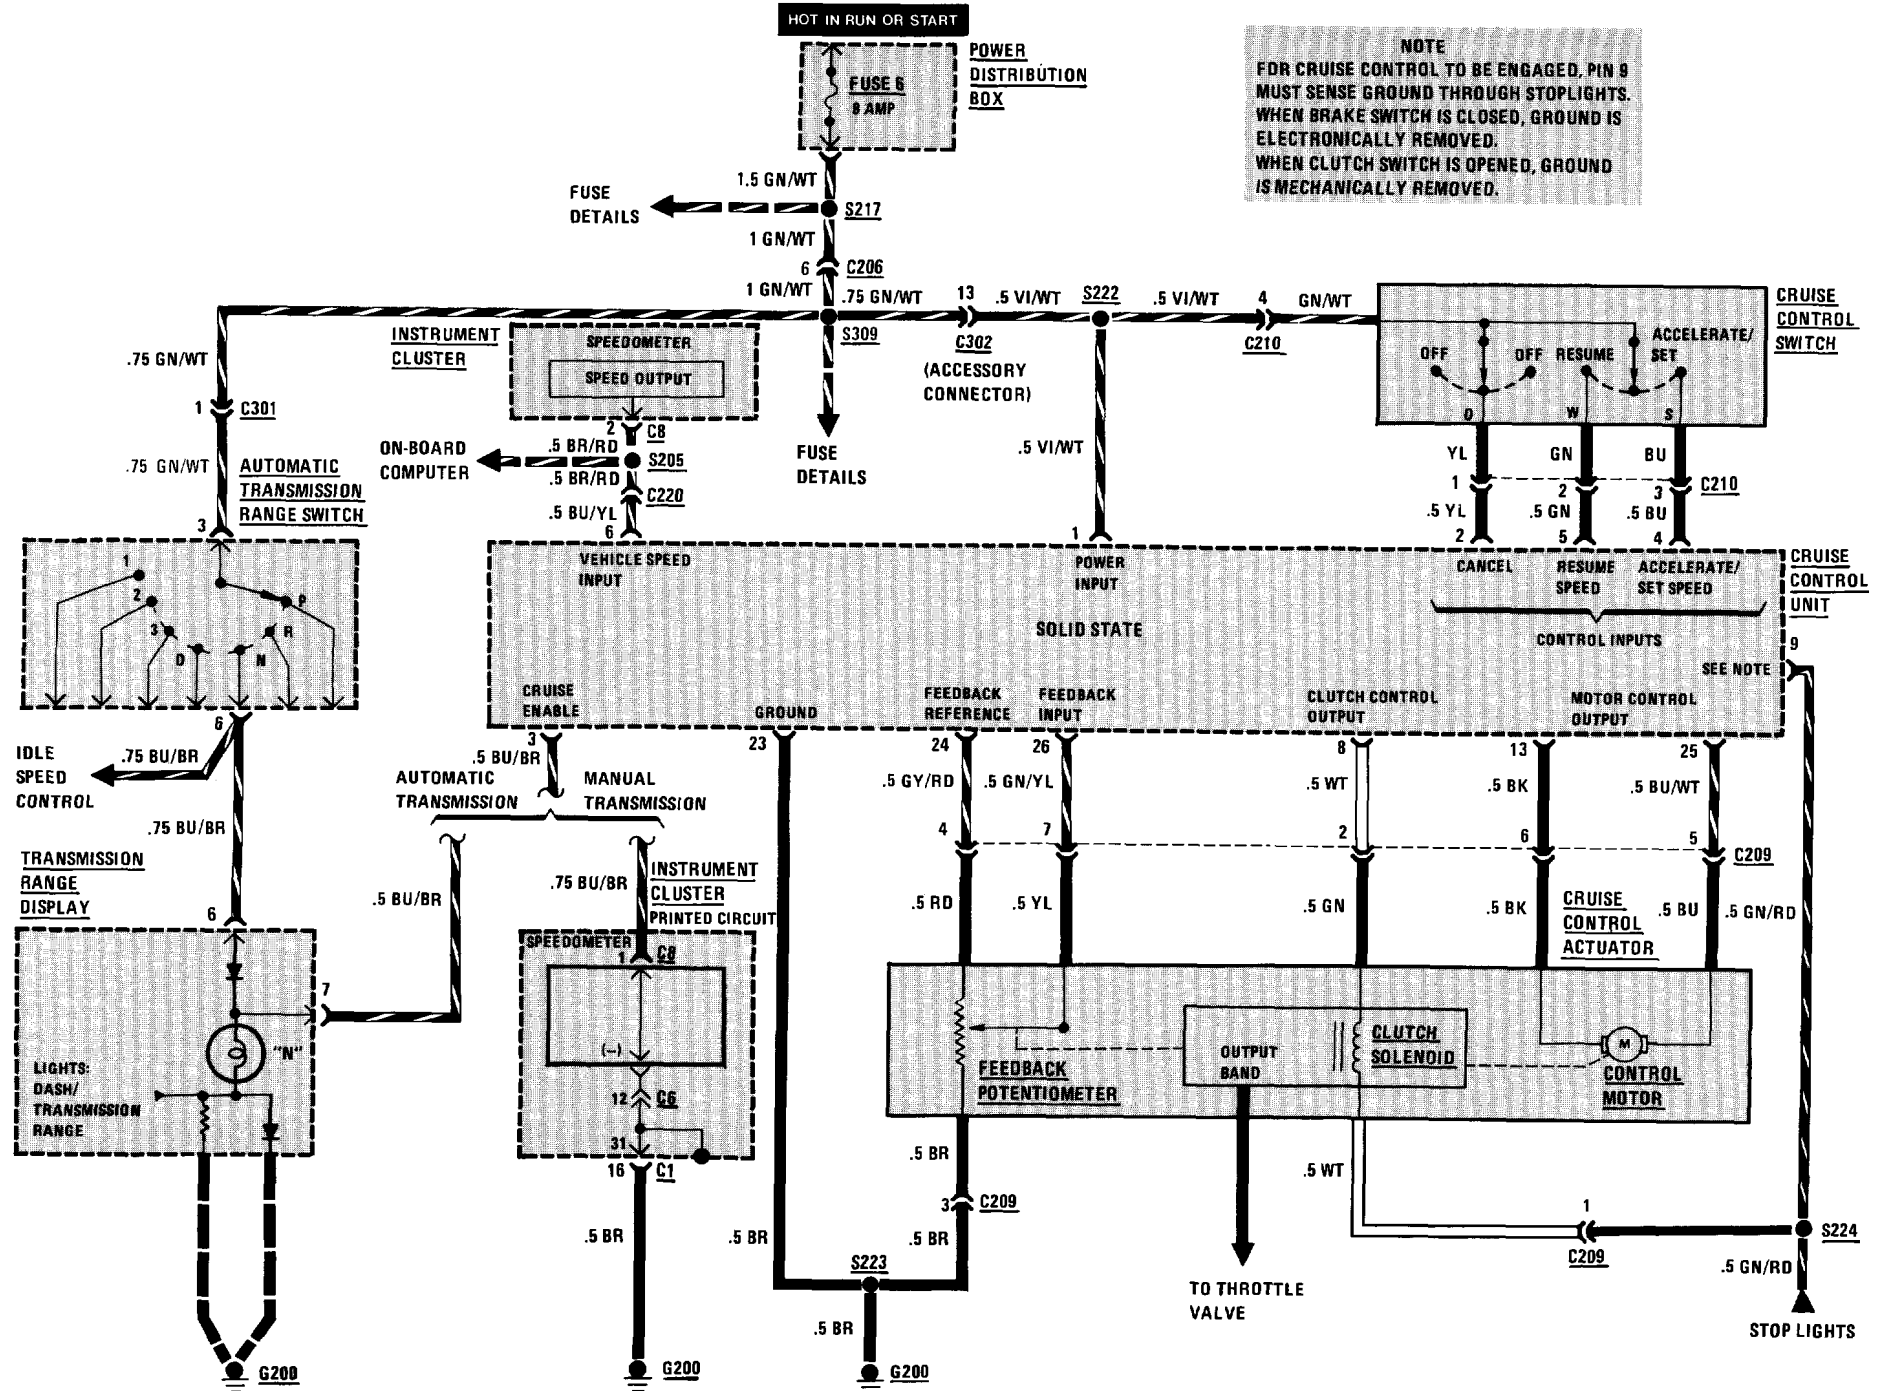 HOT IN RUN OR START
POWER
DISTRIBUTION
BOX
FUSE 6
8 AMP
NOTE
FOR CRUISE CONTROL TO BE ENGAGED, PIN 9
MUST SENSE GROUND THROUGH STOPLIGHTS.
WHEN BRAKE SWITCH IS CLOSED, GROUND IS
ELECTRONICALLY REMOVED.
WHEN CLUTCH SWITCH IS OPENED, GROUND
IS MECHANICALLY REMOVED.
1.5 GN/WT
FUSE
DETAILS
S217
1 GN/WT
6
C206
1 GN/WT
.75 GN/WT
13
.5 VI/WT
S222
.5 VI/WT
4
GN/WT
S309
C302
(ACCESSORY
CONNECTOR)
C210
CRUISE
CONTROL
SWITCH
ACCELERATE/
SET
OFF
OFF
RESUME
O
W
S
INSTRUMENT
CLUSTER
SPEEDOMETER
SPEED OUTPUT
.75 GN/WT
1
C301
.75 GN/WT
2
C8
.5 BR/RD
ON-BOARD
COMPUTER
S205
.5 BR/RD
C220
.5 BU/YL
6
FUSE
DETAILS
.5 VI/WT
1
YL
GN
BU
1
2
3
C210
.5 YL
.5 GN
.5 BU
2
5
4
AUTOMATIC
TRANSMISSION
RANGE SWITCH
3
1
2
3
D
N
R
P
VEHICLE SPEED
INPUT
POWER
INPUT
CANCEL
RESUME
SPEED
ACCELERATE/
SET SPEED
CRUISE
CONTROL
UNIT
SOLID STATE
CONTROL INPUTS
9
SEE NOTE
CRUISE
ENABLE
GROUND
FEEDBACK
REFERENCE
FEEDBACK
INPUT
CLUTCH CONTROL
OUTPUT
MOTOR CONTROL
OUTPUT
6
IDLE
SPEED
CONTROL
.75 BU/BR
3
.5 BU/BR
23
24
26
8
13
25
AUTOMATIC
TRANSMISSION
MANUAL
TRANSMISSION
.5 GY/RD
.5 GN/YL
.5 WT
.5 BK
.5 BU/WT
.75 BU/BR
4
7
2
6
5
C209
TRANSMISSION
RANGE
DISPLAY
6
.5 BU/BR
.75 BU/BR
INSTRUMENT
CLUSTER
PRINTED CIRCUIT
.5 RD
.5 YL
.5 GN
.5 BK
CRUISE
CONTROL
ACTUATOR
.5 BU
.5 GN/RD
SPEEDOMETER
1
C8
7
"N"
LIGHTS:
DASH/
TRANSMISSION
RANGE
(-)
12
C6
31
16
C1
FEEDBACK
POTENTIOMETER
OUTPUT
BAND
CLUTCH
SOLENOID
M
CONTROL
MOTOR
.5 BR
3
C209
.5 WT
1
C209
S224
.5 BR
.5 BR
.5 BR
S223
.5 GN/RD
TO THROTTLE
VALVE
.5 BR
STOP LIGHTS
G200
G200
G200